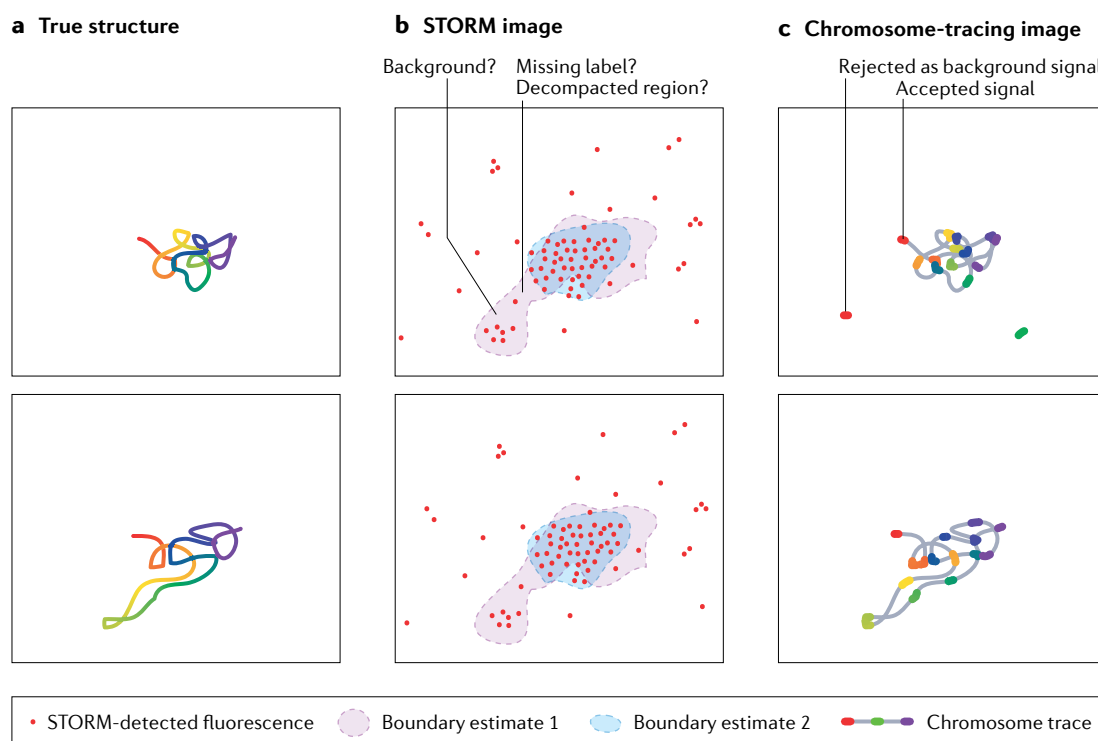 a True structure
b STORM image
c Chromosome-tracing image
Background?
Missing label?
Decompacted region?
Rejected as background signal
Accepted signal
STORM-detected fluorescence
Boundary estimate 1
Boundary estimate 2
Chromosome trace